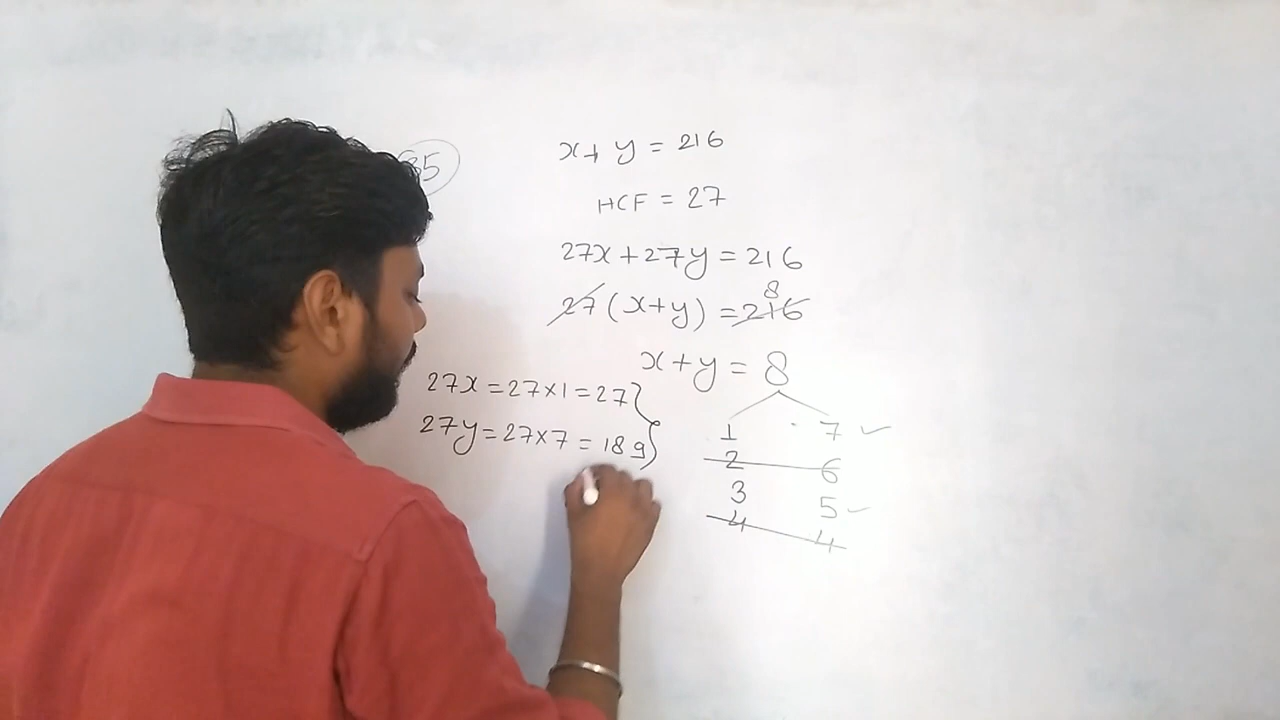 35
x + y = 216
HCF = 27
27x + 27y = 216
8
27 (x+y) = 216
x + y = 8
27x = 27×1 = 27
27y = 27×7 = 189
1 7 ✓
2 6
3 5 ✓
4 4